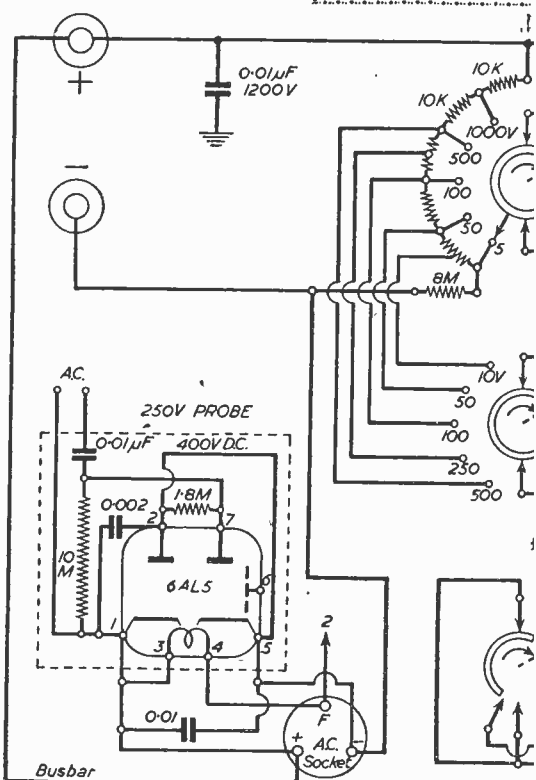 +
0.01µF
1200V
10K
10K
1000V
500
100
50
5
8M
−
10V
50
100
250
500
A.C.
250V PROBE
0.01µF
400V D.C.
0.002
1.8M
2
7
10
M
6AL5
6
1
3
4
5
2
0.01
F
+
A.C.
−
Socket
Busbar